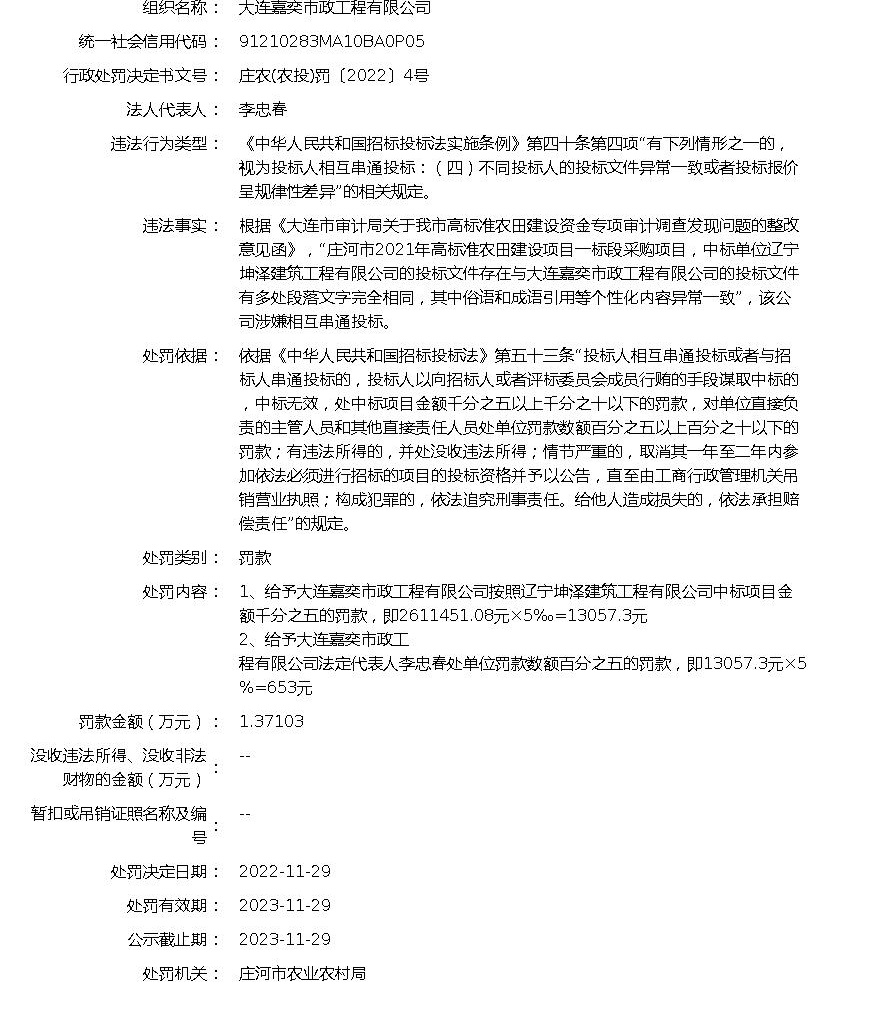 组织名称： 大连嘉奕市政工程有限公司
统一社会信用代码： 91210283MA10BA0P05
行政处罚决定书文号： 庄农(农投)罚〔2022〕4号
法人代表人： 李忠春
违法行为类型： 《中华人民共和国招标投标法实施条例》第四十条第四项“有下列情形之一的，
视为投标人相互串通投标：（四）不同投标人的投标文件异常一致或者投标报价
呈规律性差异”的相关规定。
违法事实： 根据《大连市审计局关于我市高标准农田建设资金专项审计调查发现问题的整改
意见函》，“庄河市2021年高标准农田建设项目一标段采购项目，中标单位辽宁
坤泽建筑工程有限公司的投标文件存在与大连嘉奕市政工程有限公司的投标文件
有多处段落文字完全相同，其中俗语和成语引用等个性化内容异常一致”，该公
司涉嫌相互串通投标。
处罚依据： 依据《中华人民共和国招标投标法》第五十三条“投标人相互串通投标或者与招
标人串通投标的，投标人以向招标人或者评标委员会成员行贿的手段谋取中标的
，中标无效，处中标项目金额千分之五以上千分之十以下的罚款，对单位直接负
责的主管人员和其他直接责任人员处单位罚款数额百分之五以上百分之十以下的
罚款；有违法所得的，并处没收违法所得；情节严重的，取消其一年至二年内参
加依法必须进行招标的项目的投标资格并予以公告，直至由工商行政管理机关吊
销营业执照；构成犯罪的，依法追究刑事责任。给他人造成损失的，依法承担赔
偿责任”的规定。
处罚类别： 罚款
处罚内容： 1、给予大连嘉奕市政工程有限公司按照辽宁坤泽建筑工程有限公司中标项目金
额千分之五的罚款，即2611451.08元×5‰=13057.3元
2、给予大连嘉奕市政工
程有限公司法定代表人李忠春处单位罚款数额百分之五的罚款，即13057.3元×5
%=653元
罚款金额（万元）： 1.37103
没收违法所得、没收非法
财物的金额（万元）： --
暂扣或吊销证照名称及编
号： --
处罚决定日期： 2022-11-29
处罚有效期： 2023-11-29
公示截止期： 2023-11-29
处罚机关： 庄河市农业农村局